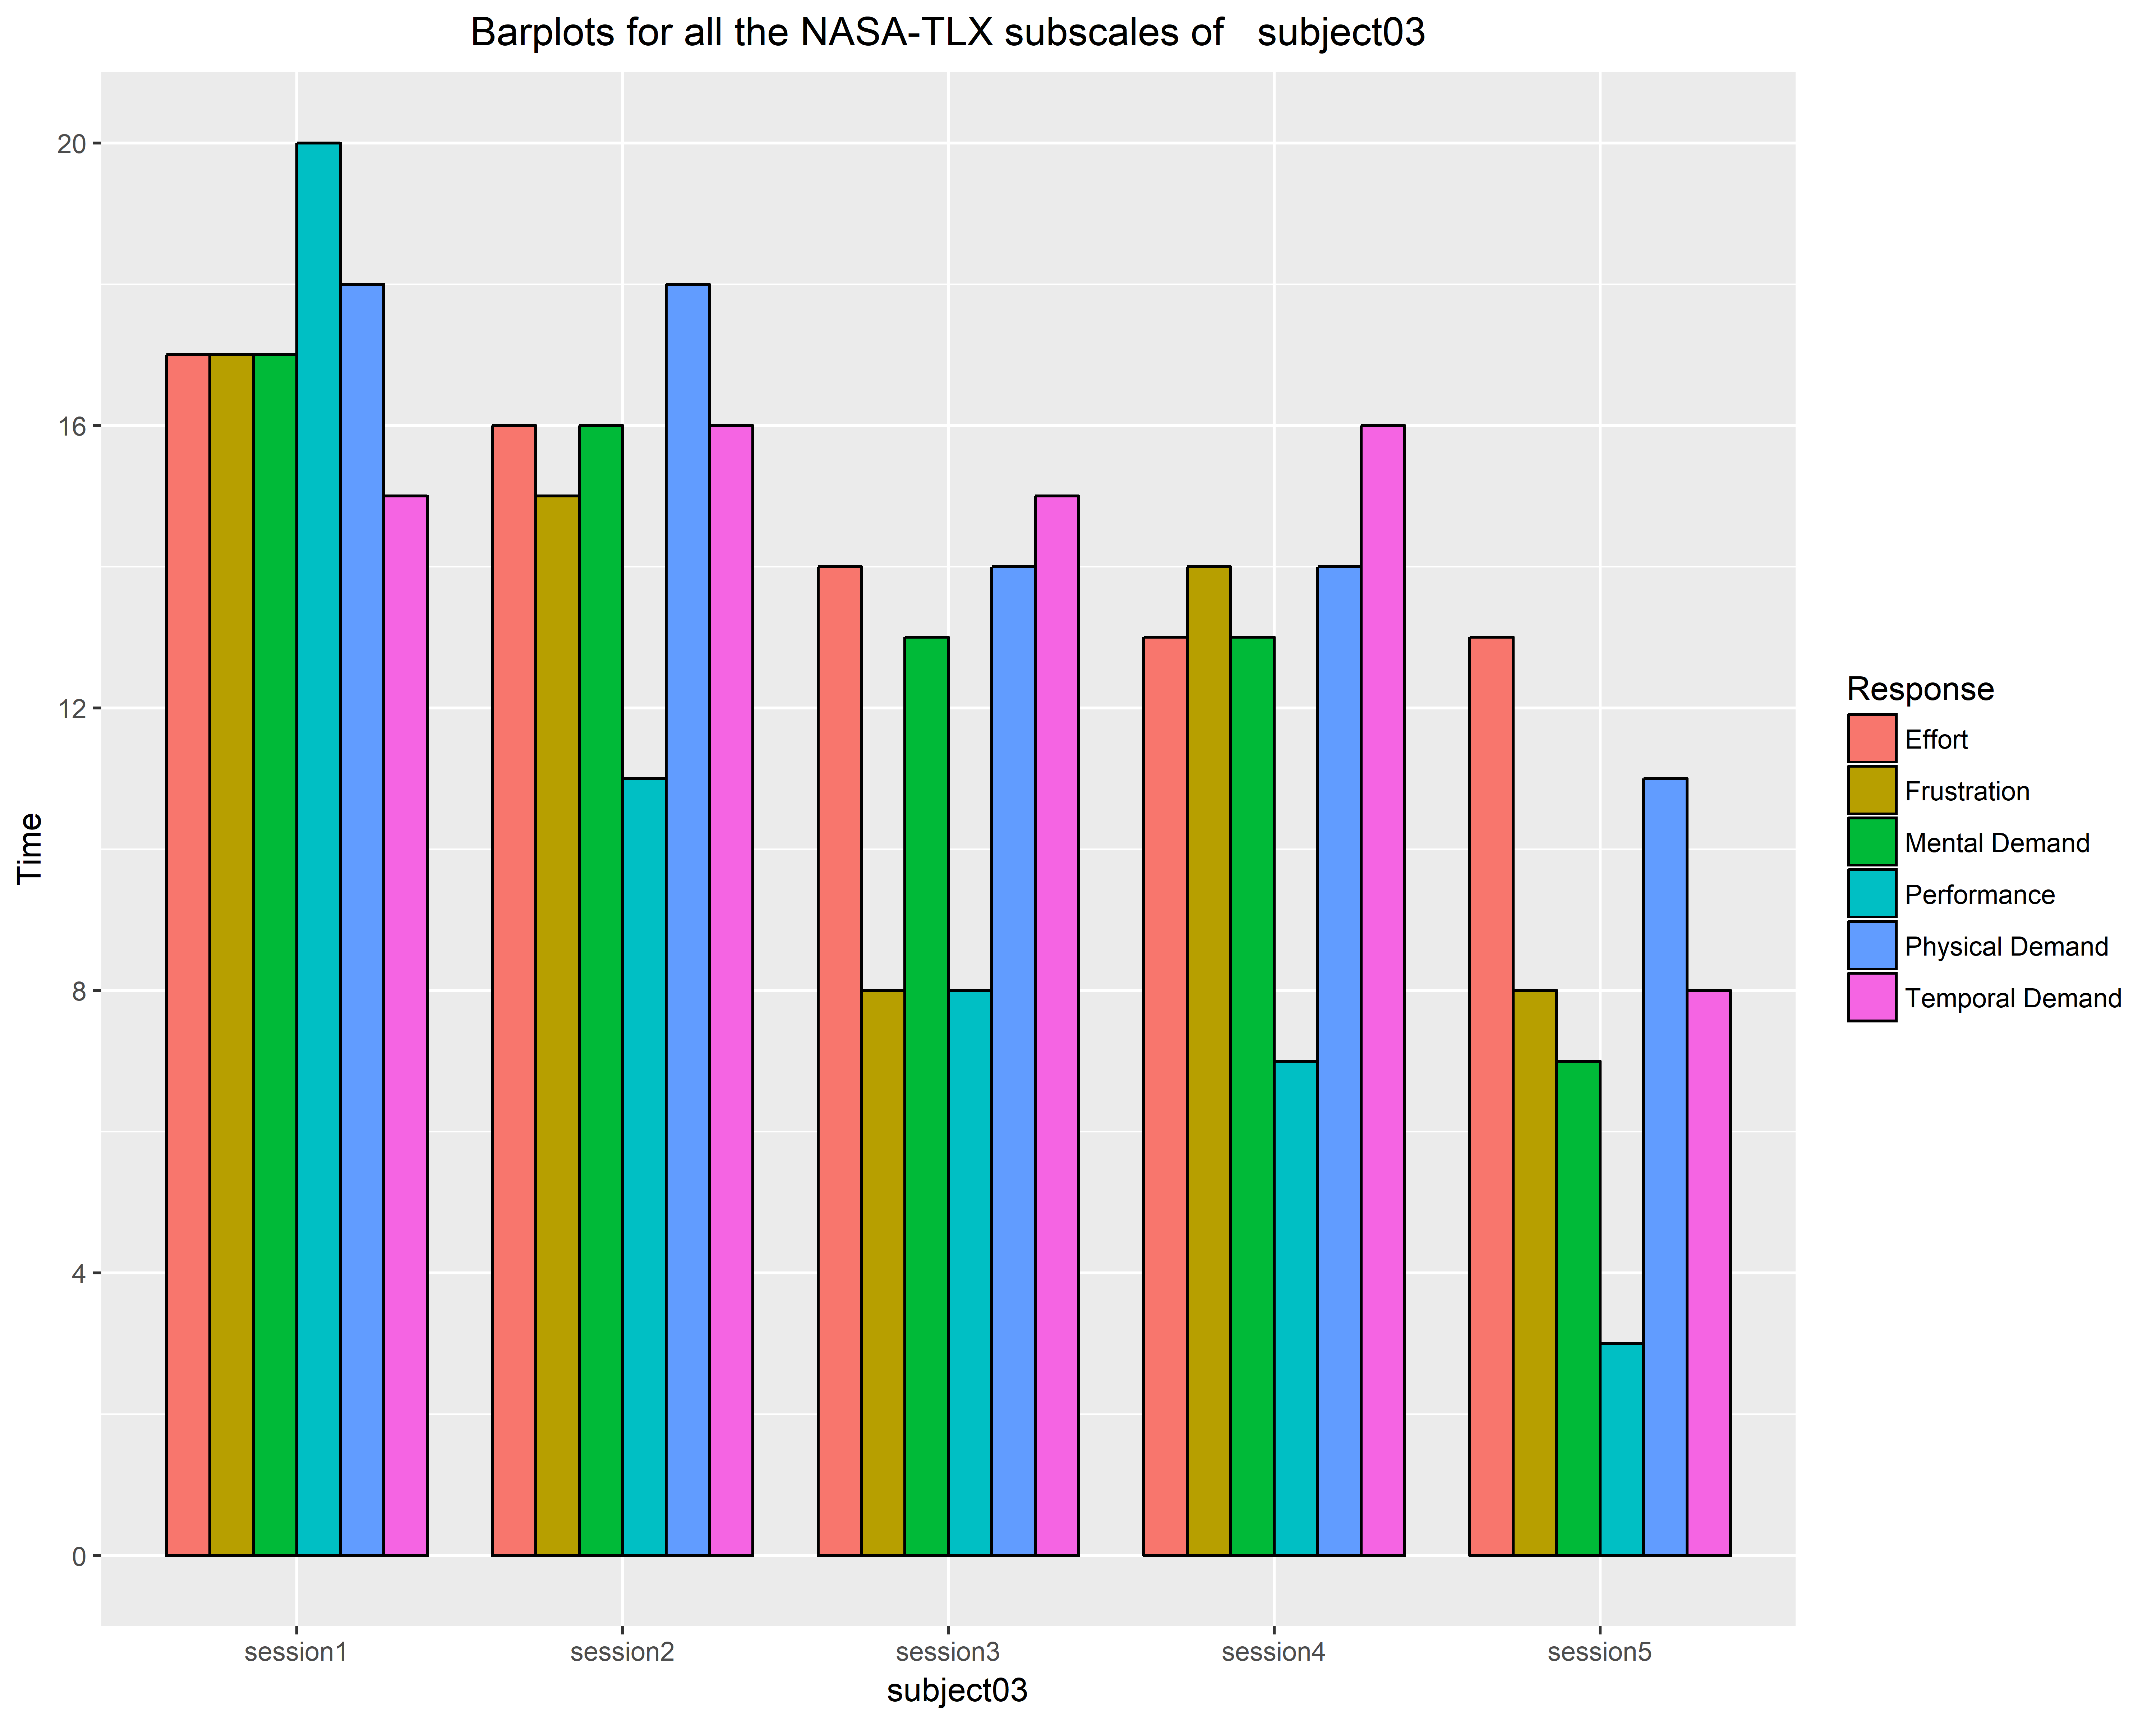 Barplots for all the NASA-TLX subscales of   subject03
20
16
12
8
4
0
Time
session1
session2
session3
session4
session5
subject03
Response
Effort
Frustration
Mental Demand
Performance
Physical Demand
Temporal Demand